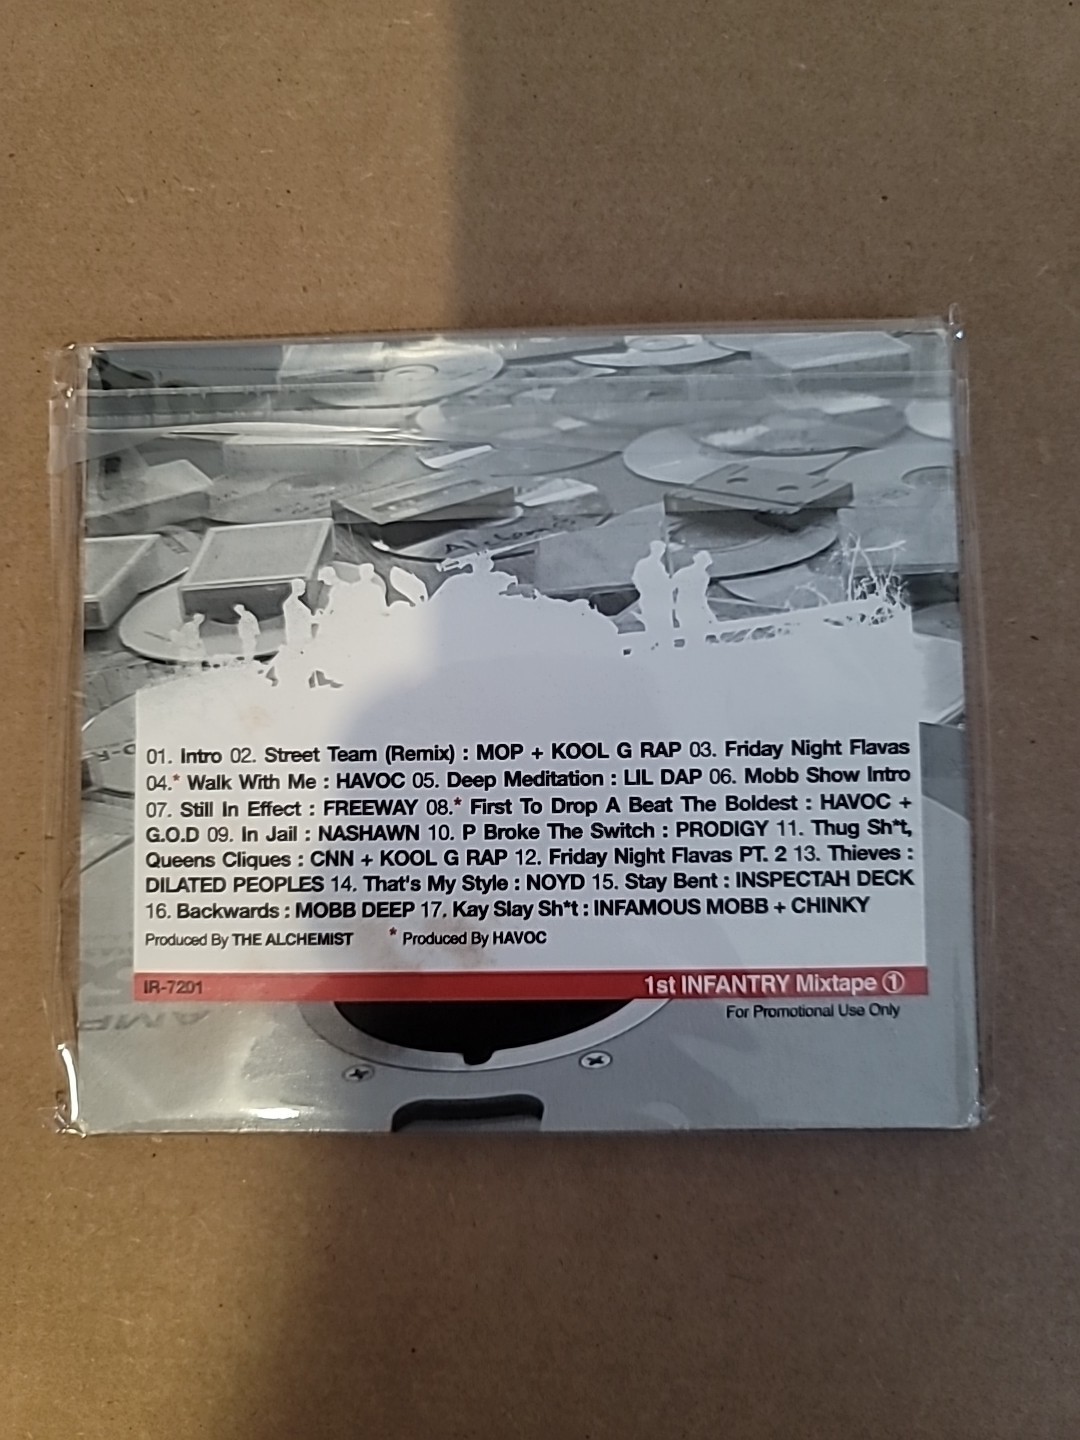 Alchem
01. Intro 02. Street Team (Remix) : MOP + KOOL G RAP 03. Friday Night Flavas
04.* Walk With Me : HAVOC 05. Deep Meditation : LIL DAP 06. Mobb Show Intro
07. Still In Effect : FREEWAY 08.* First To Drop A Beat The Boldest : HAVOC +
G.O.D 09. In Jail : NASHAWN 10. P Broke The Switch : PRODIGY 11. Thug Sh*t,
Queens Cliques : CNN + KOOL G RAP 12. Friday Night Flavas PT. 2 13. Thieves :
DILATED PEOPLES 14. That's My Style : NOYD 15. Stay Bent : INSPECTAH DECK
16. Backwards : MOBB DEEP 17. Kay Slay Sh*t : INFAMOUS MOBB + CHINKY
Produced By THE ALCHEMIST * Produced By HAVOC
IR-7201 1st INFANTRY Mixtape 1
For Promotional Use Only